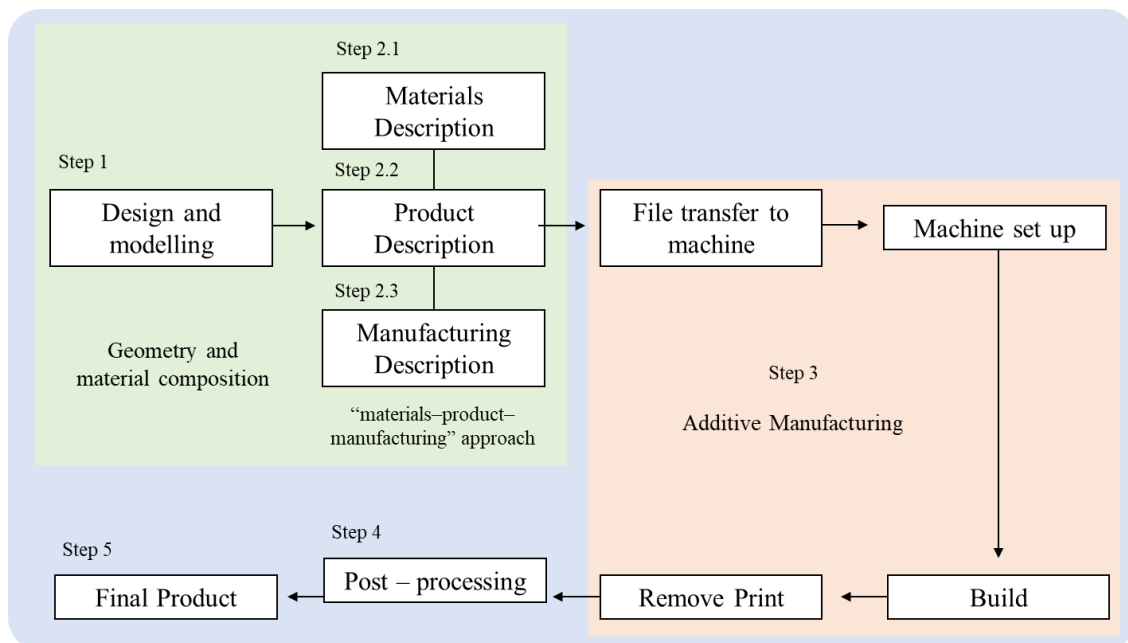 Step 2.1
Materials
Description
Step 1
Design and
modelling
Step 2.2
Product
Description
Step 2.3
Manufacturing
Description
Geometry and
material composition
“materials–product–
manufacturing” approach
File transfer to
machine
Machine set up
Step 3
Additive Manufacturing
Build
Remove Print
Step 4
Post – processing
Step 5
Final Product